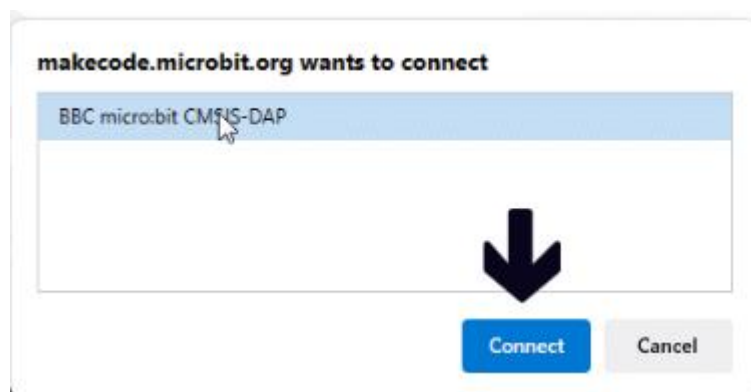 makecode.microbit.org wants to connect
BBC micro:bit CMSIS-DAP
Connect
Cancel